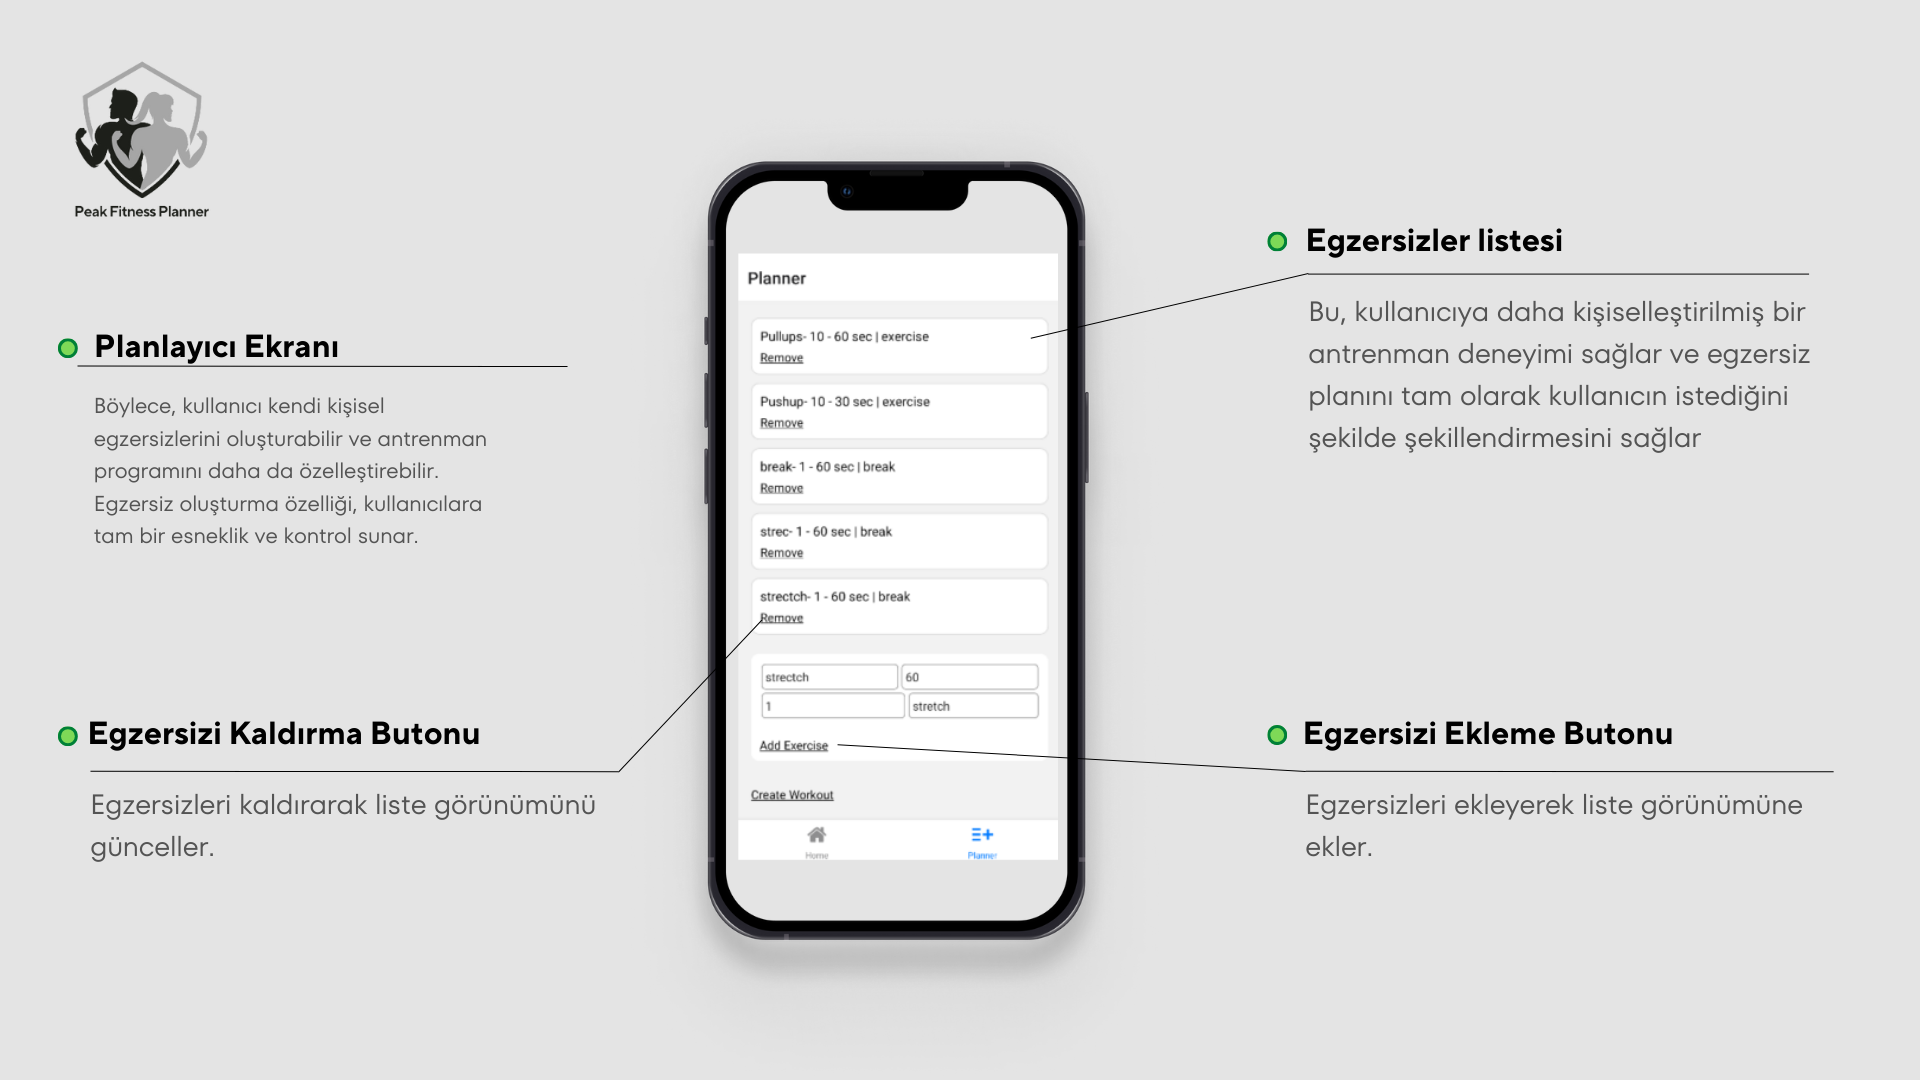 Peak Fitness Planner
Planlayıcı Ekranı
Böylece, kullanıcı kendi kişisel
egzersizlerini oluşturabilir ve antrenman
programını daha da özelleştirebilir.
Egzersiz oluşturma özelliği, kullanıcılara
tam bir esneklik ve kontrol sunar.
Egzersizi Kaldırma Butonu
Egzersizleri kaldırarak liste görünümünü
günceller.
Planner
Pullups- 10 - 60 sec | exercise
Remove
Pushup- 10 - 30 sec | exercise
Remove
break- 1 - 60 sec | break
Remove
strec- 1 - 60 sec | break
Remove
strectch- 1 - 60 sec | break
Remove
strectch
60
1
stretch
Add Exercise
Create Workout
Home
Planner
Egzersizler listesi
Bu, kullanıcıya daha kişiselleştirilmiş bir
antrenman deneyimi sağlar ve egzersiz
planını tam olarak kullanıcın istediğini
şekilde şekillendirmesini sağlar
Egzersizi Ekleme Butonu
Egzersizleri ekleyerek liste görünümüne
ekler.